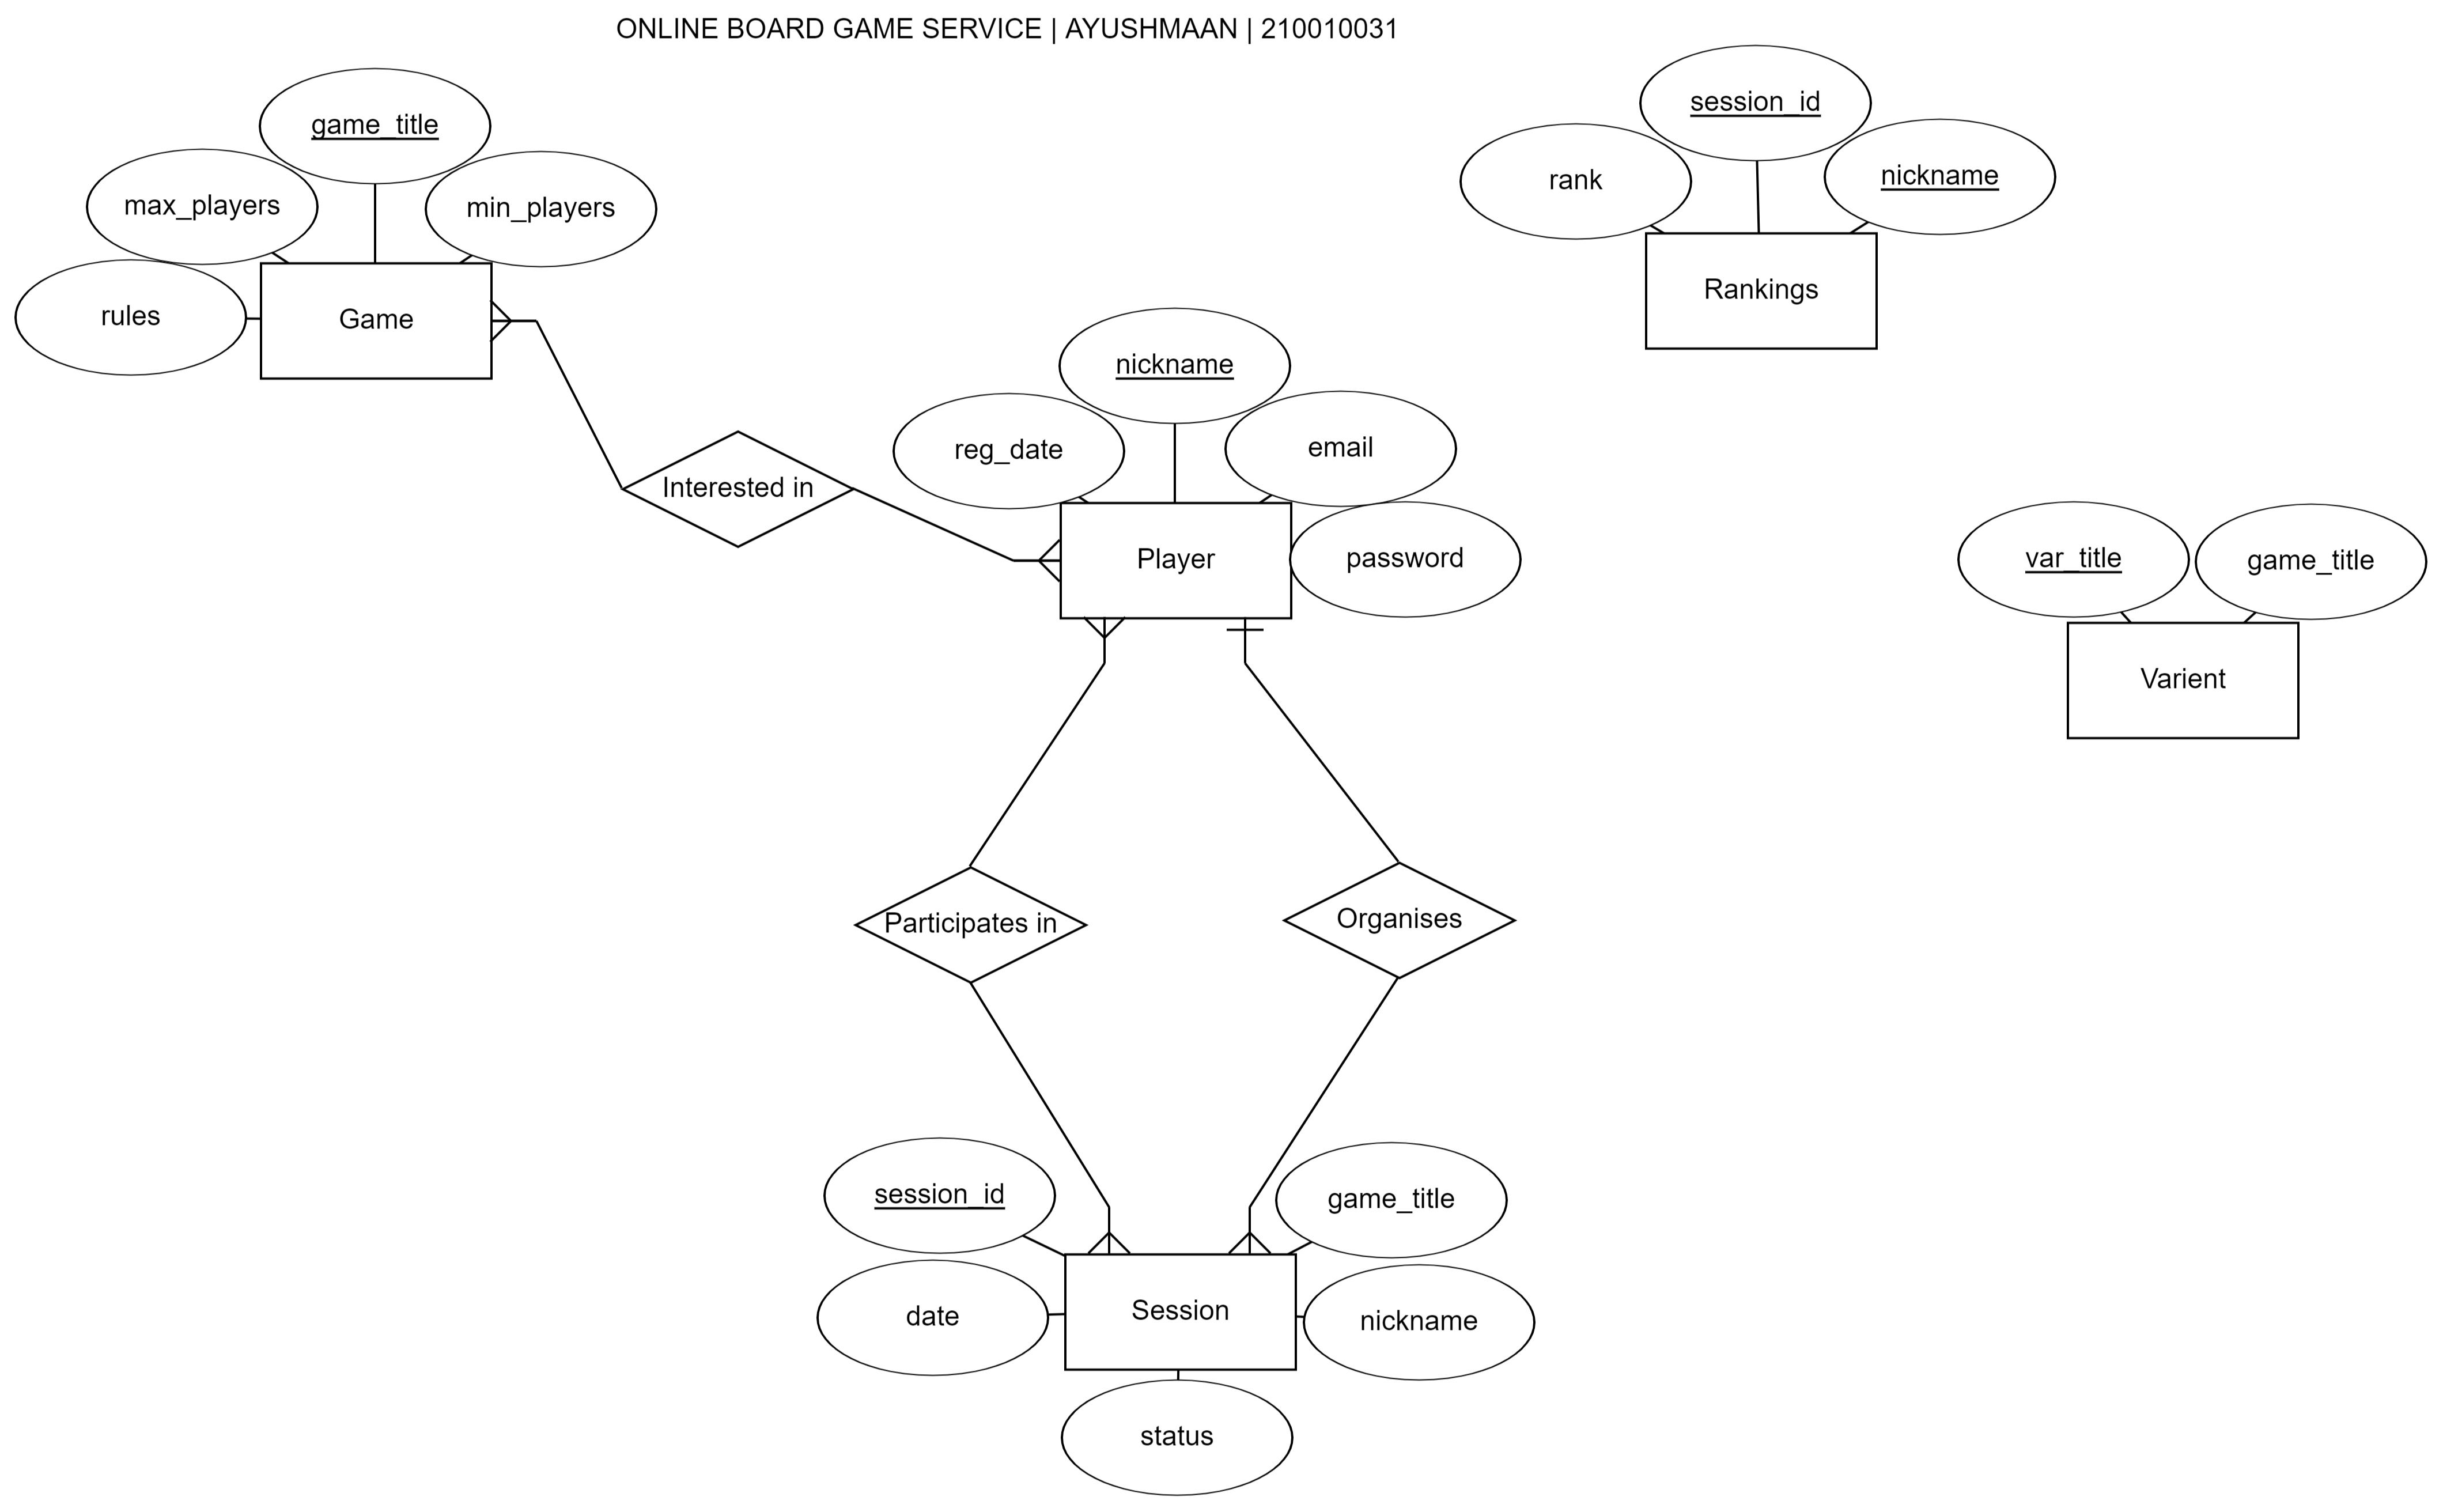 ONLINE BOARD GAME SERVICE | AYUSHMAAN | 210010031
game_title
max_players
min_players
rules
Game
session_id
rank
nickname
Rankings
Interested in
nickname
reg_date
email
Player
password
var_title
game_title
Varient
Participates in
Organises
session_id
game_title
date
Session
nickname
status